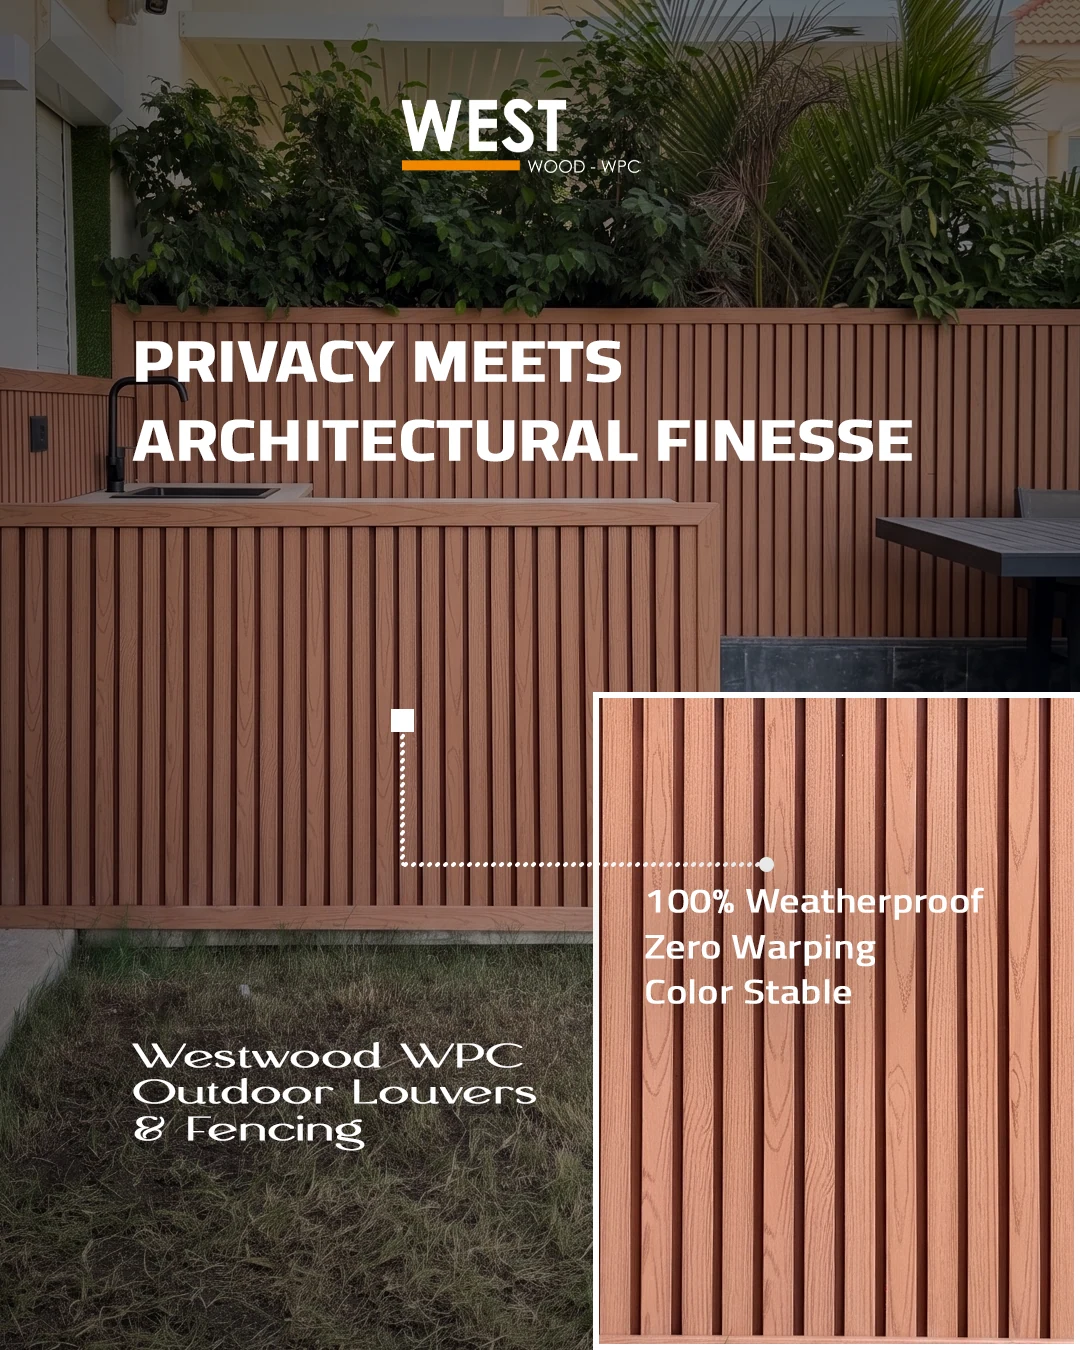 WEST
WOOD - WPC
PRIVACY MEETS
ARCHITECTURAL FINESSE
100% Weatherproof
Zero Warping
Color Stable
Westwood WPC
Outdoor Louvers
& Fencing